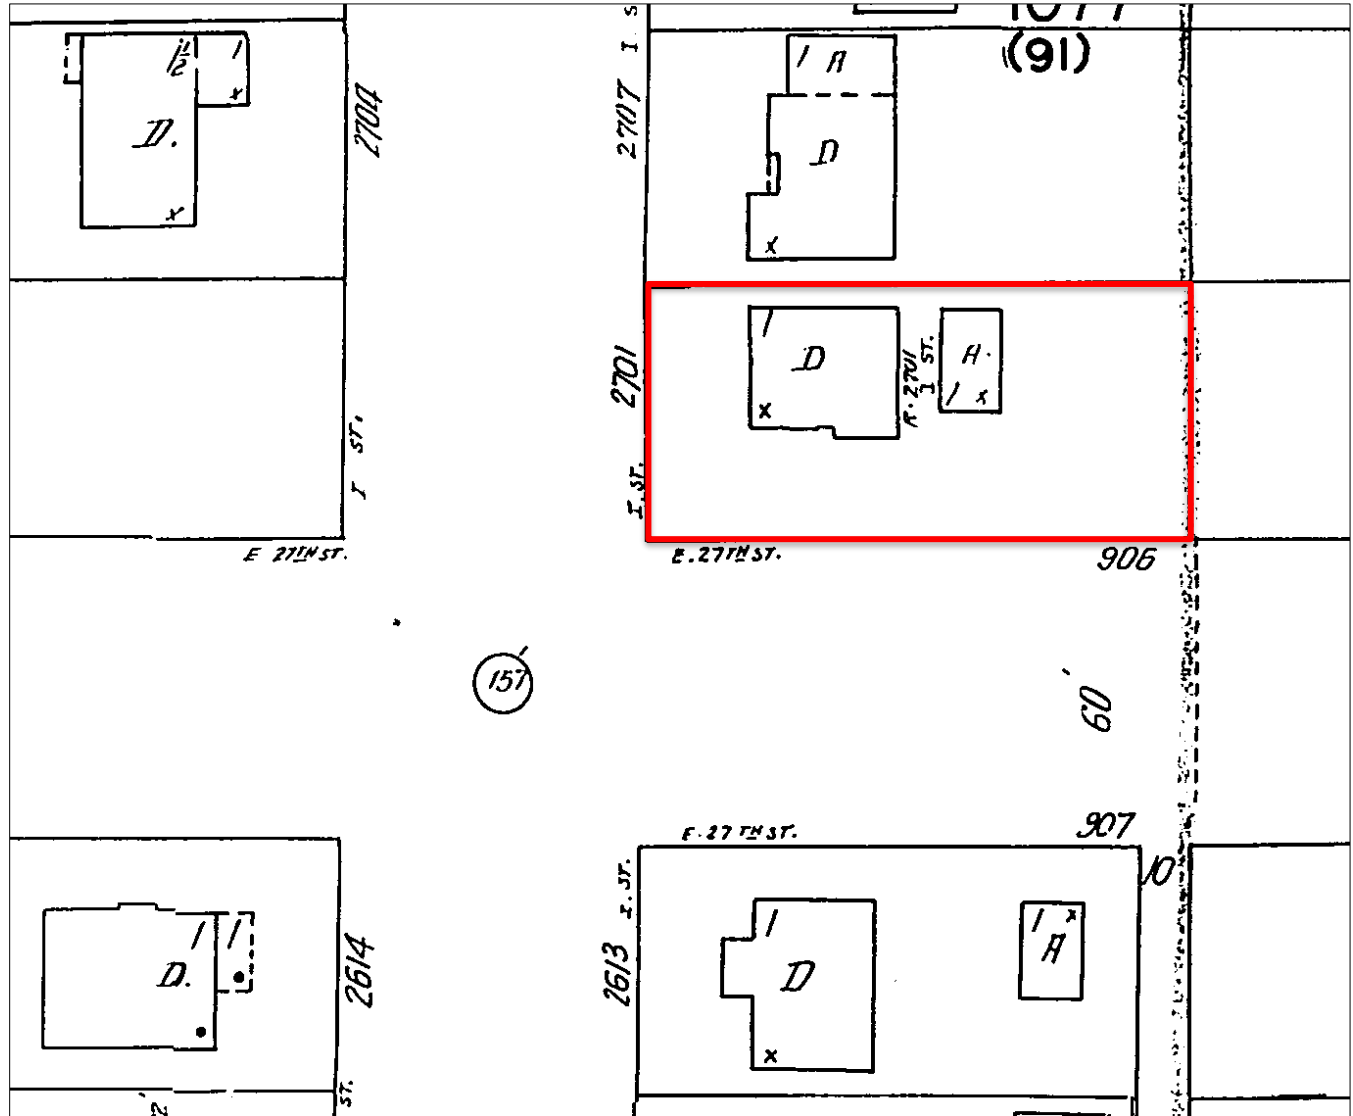 1077
(91)
I S
1½
1
x
D.
x
2704
2707
1 A
D
x
2701
1
D
x
R. 2701
I ST.
A.
1 x
I ST.
I. ST.
E 27TH ST.
E. 27TH ST.
906
157
60'
E. 27TH ST.
907
10
I. ST.
1
1
D.
2614
2613
1
D
x
1 x
A
ST.